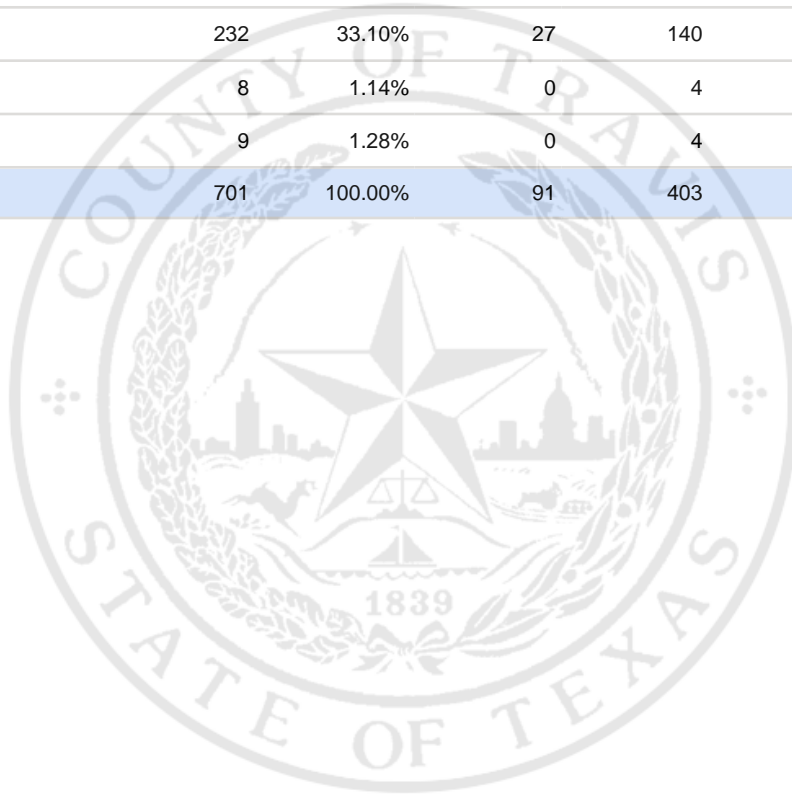 232 33.10% 27 140
8 1.14% 0 4
9 1.28% 0 4
701 100.00% 91 403
COUNTY OF TRAVIS
1839
STATE OF TEXAS